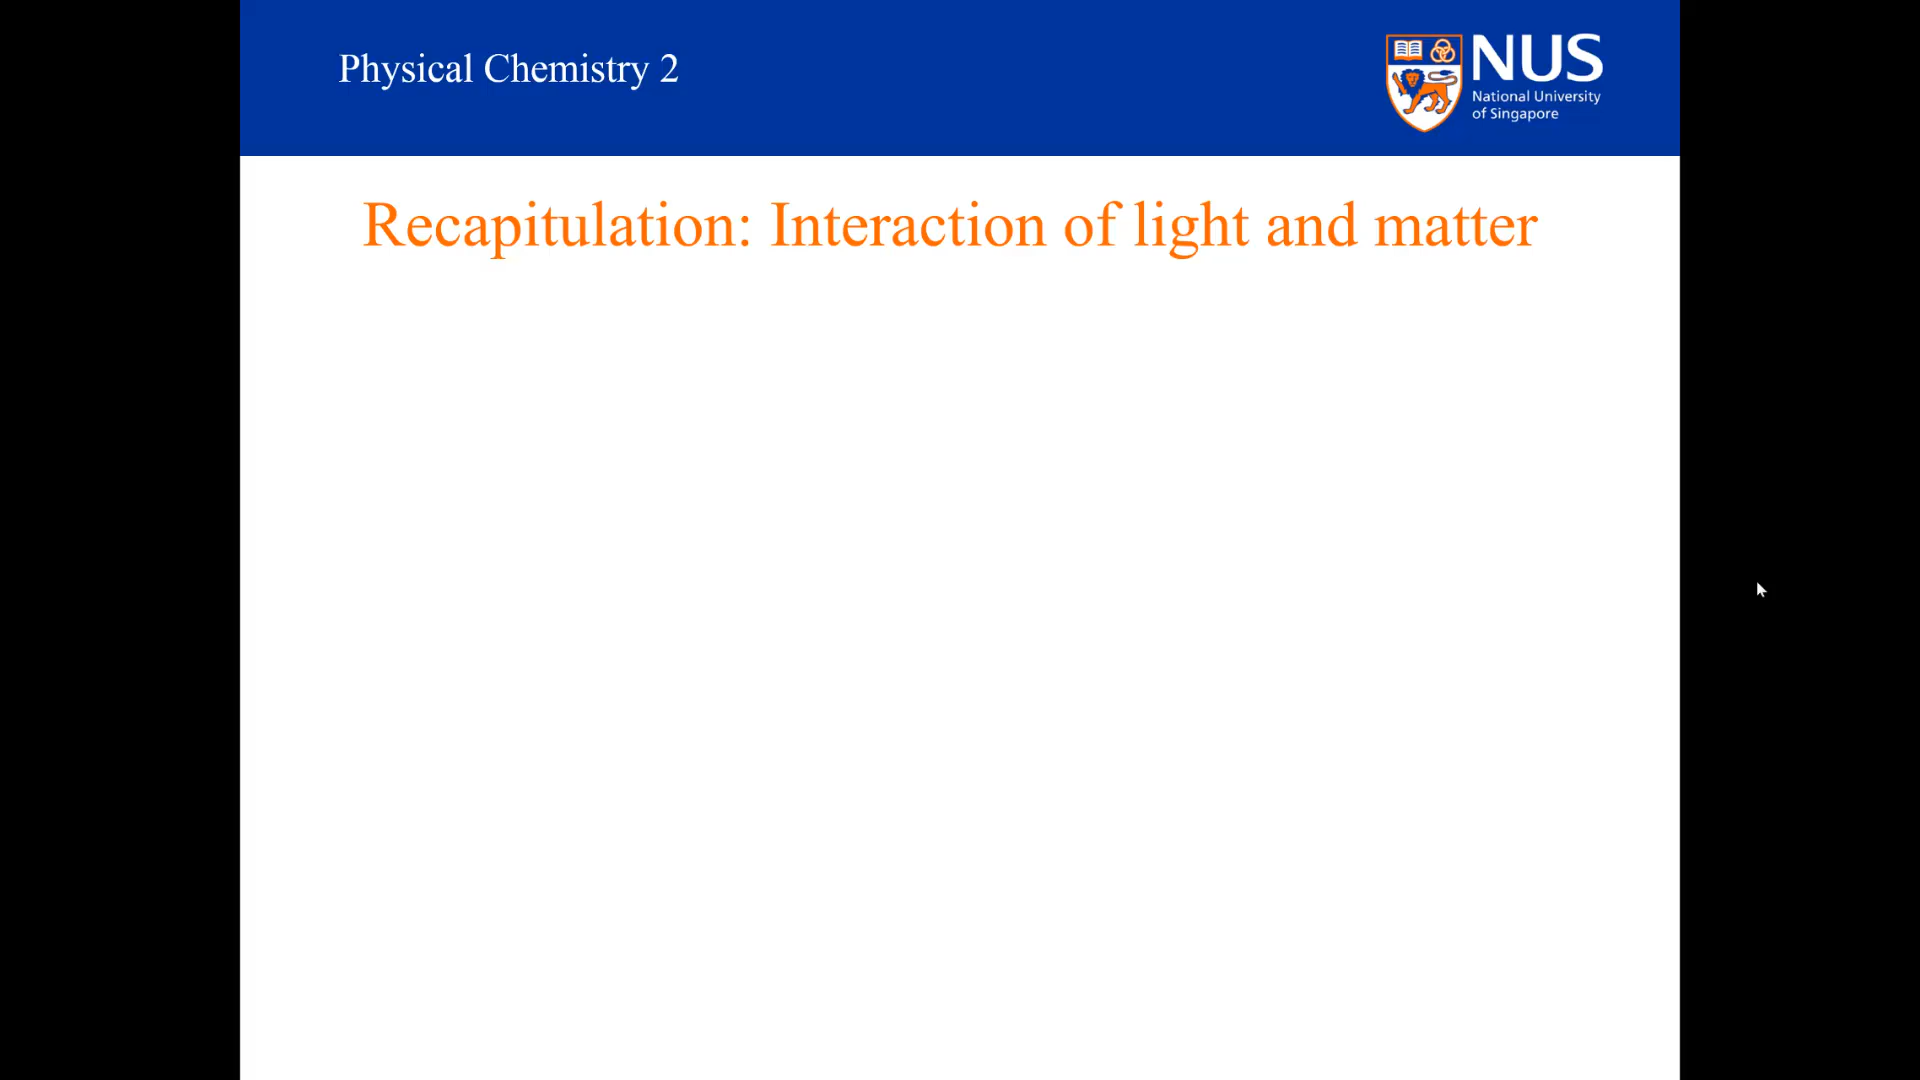 Physical Chemistry 2
NUS
National University
of Singapore
Recapitulation: Interaction of light and matter